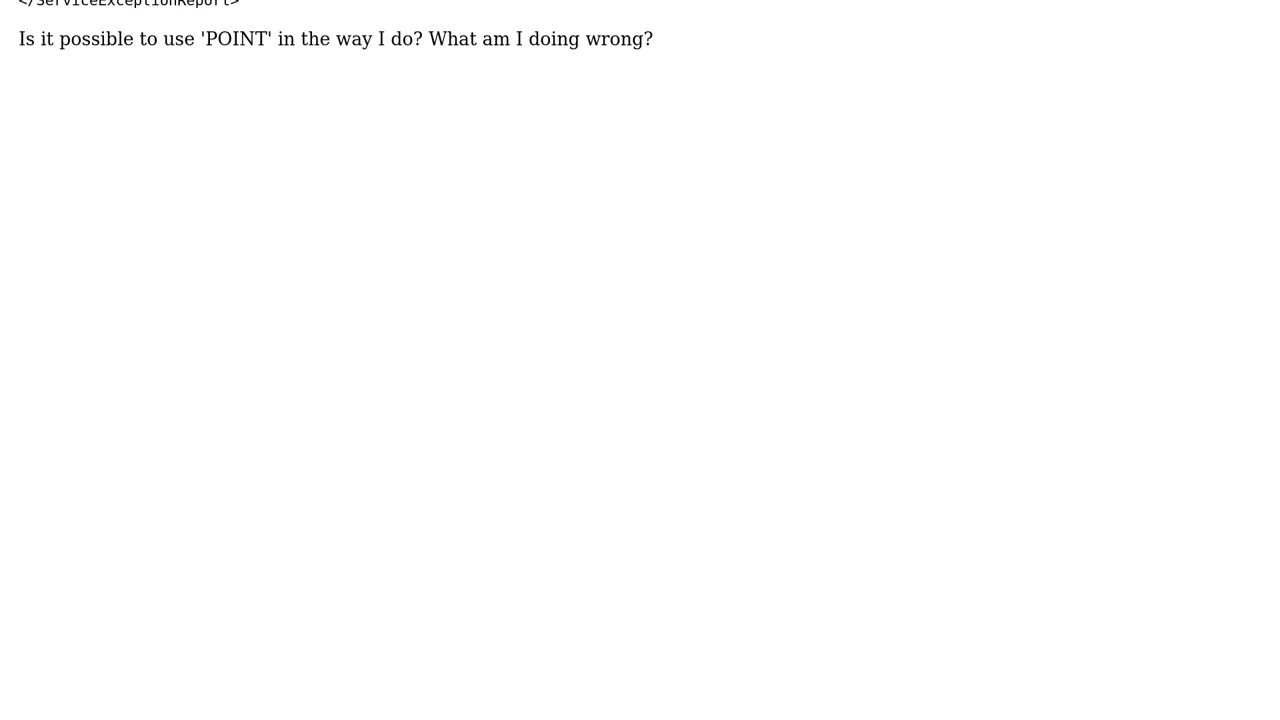 </ServiceExceptionReport>
Is it possible to use 'POINT' in the way I do? What am I doing wrong?